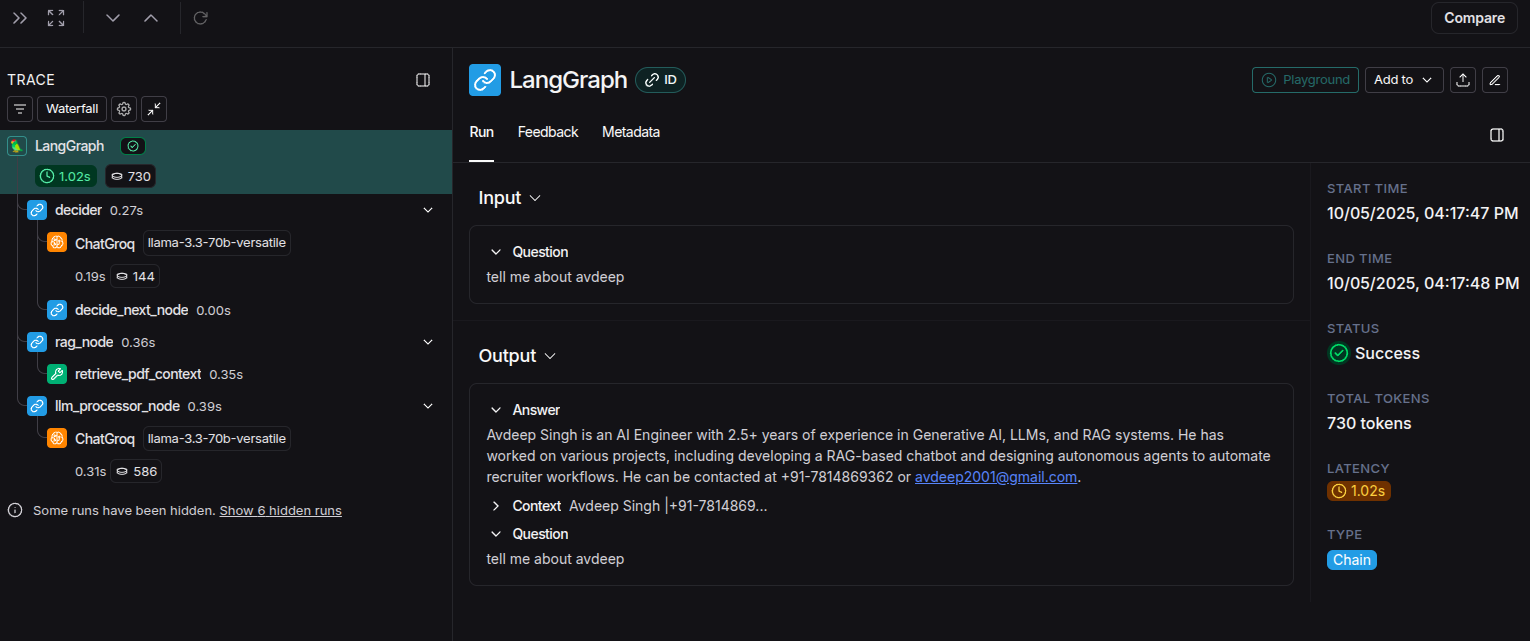 Compare
TRACE
Waterfall
LangGraph
1.02s 730
decider 0.27s
ChatGroq llama-3.3-70b-versatile
0.19s 144
decide_next_node 0.00s
rag_node 0.36s
retrieve_pdf_context 0.35s
llm_processor_node 0.39s
ChatGroq llama-3.3-70b-versatile
0.31s 586
Some runs have been hidden. Show 6 hidden runs
LangGraph ID
Playground Add to
Run Feedback Metadata
Input
Question
tell me about avdeep
Output
Answer
Avdeep Singh is an AI Engineer with 2.5+ years of experience in Generative AI, LLMs, and RAG systems. He has
worked on various projects, including developing a RAG-based chatbot and designing autonomous agents to automate
recruiter workflows. He can be contacted at +91-7814869362 or avdeep2001@gmail.com.
Context Avdeep Singh |+91-7814869...
Question
tell me about avdeep
START TIME
10/05/2025, 04:17:47 PM
END TIME
10/05/2025, 04:17:48 PM
STATUS
Success
TOTAL TOKENS
730 tokens
LATENCY
1.02s
TYPE
Chain